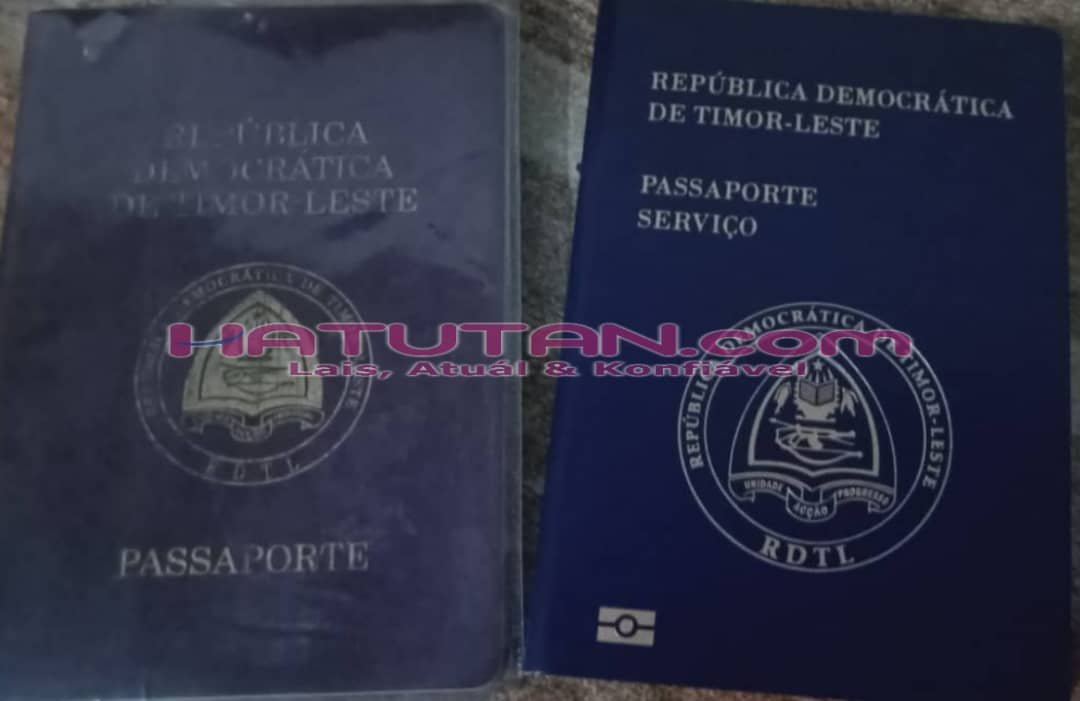 REPÚBLICA
DEMOCRÁTICA
DE TIMOR-LESTE
RDTL
PASSAPORTE
REPÚBLICA DEMOCRÁTICA
DE TIMOR-LESTE
PASSAPORTE
SERVIÇO
REPÚBLICA DEMOCRÁTICA DE TIMOR-LESTE
UNIDADE ACÇÃO PROGRESSO
RDTL
HATUTAN.com
Lais, Atuál & Konfiável